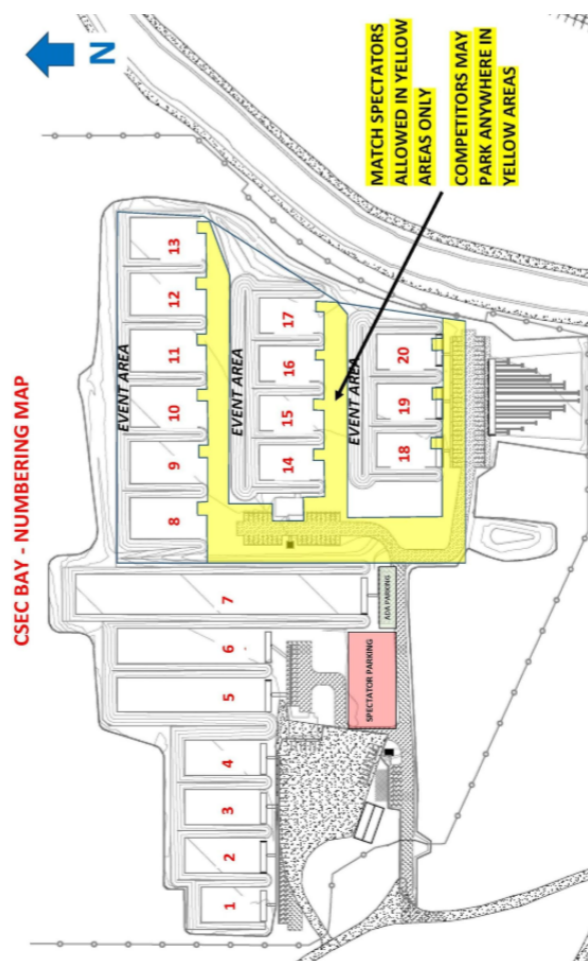 CSEC BAY - NUMBERING MAP
N
EVENT AREA
8
9
10
11
12
13
EVENT AREA
14
15
16
17
EVENT AREA
18
19
20
1
2
3
4
5
6
7
SPECTATOR PARKING
ADA PARKING
MATCH SPECTATORS
ALLOWED IN YELLOW
AREAS ONLY
COMPETITORS MAY
PARK ANYWHERE IN
YELLOW AREAS